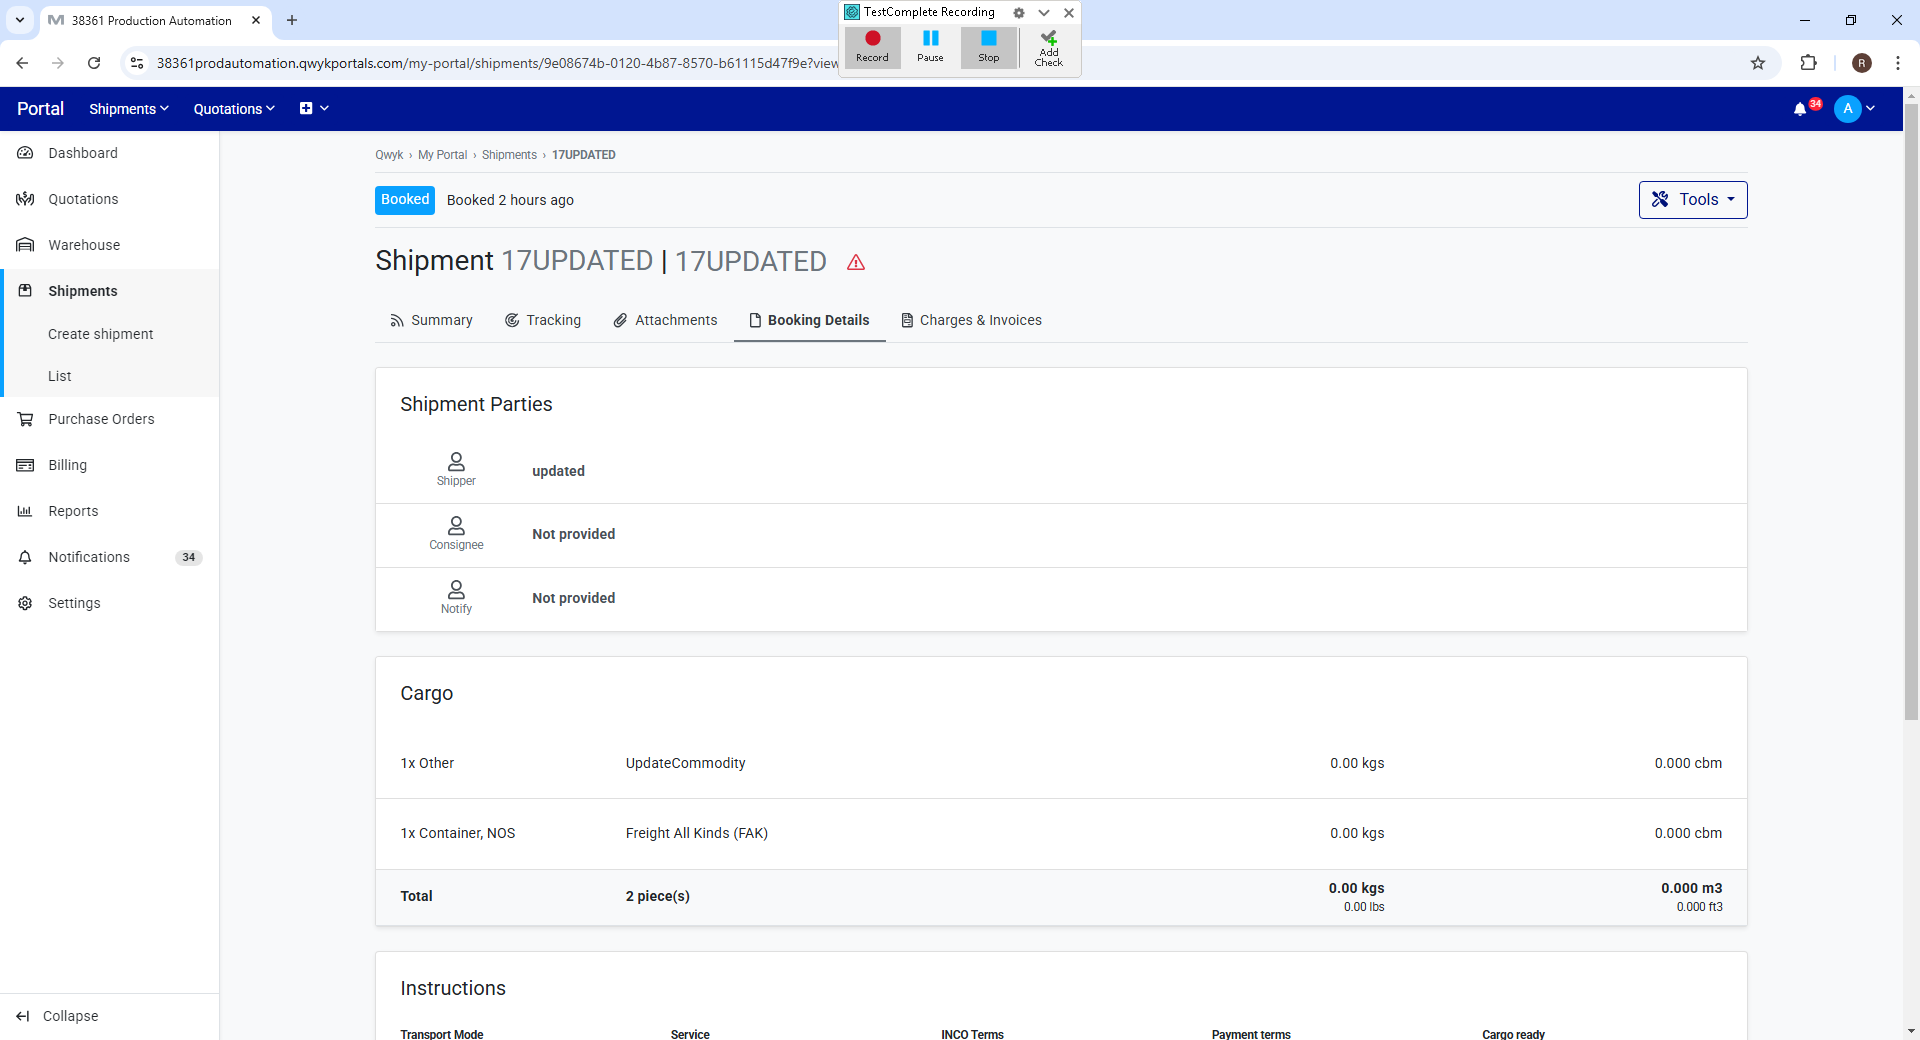 38361 Production Automation
TestComplete Recording
Record
Pause
Stop
Add
Check
38361prodautomation.qwykportals.com/my-portal/shipments/9e08674b-0120-4b87-8570-b61115d47f9e?view
R
Portal
Shipments
Quotations
34
A
Dashboard
Quotations
Warehouse
Shipments
Create shipment
List
Purchase Orders
Billing
Reports
Notifications 34
Settings
Collapse
Qwyk › My Portal › Shipments › 17UPDATED
Booked Booked 2 hours ago
Tools
Shipment 17UPDATED | 17UPDATED
Summary Tracking Attachments Booking Details Charges & Invoices
Shipment Parties
Shipper updated
Consignee Not provided
Notify Not provided
Cargo
1x Other UpdateCommodity 0.00 kgs 0.000 cbm
1x Container, NOS Freight All Kinds (FAK) 0.00 kgs 0.000 cbm
Total 2 piece(s) 0.00 kgs 0.000 m3
0.00 lbs 0.000 ft3
Instructions
Transport Mode Service INCO Terms Payment terms Cargo ready